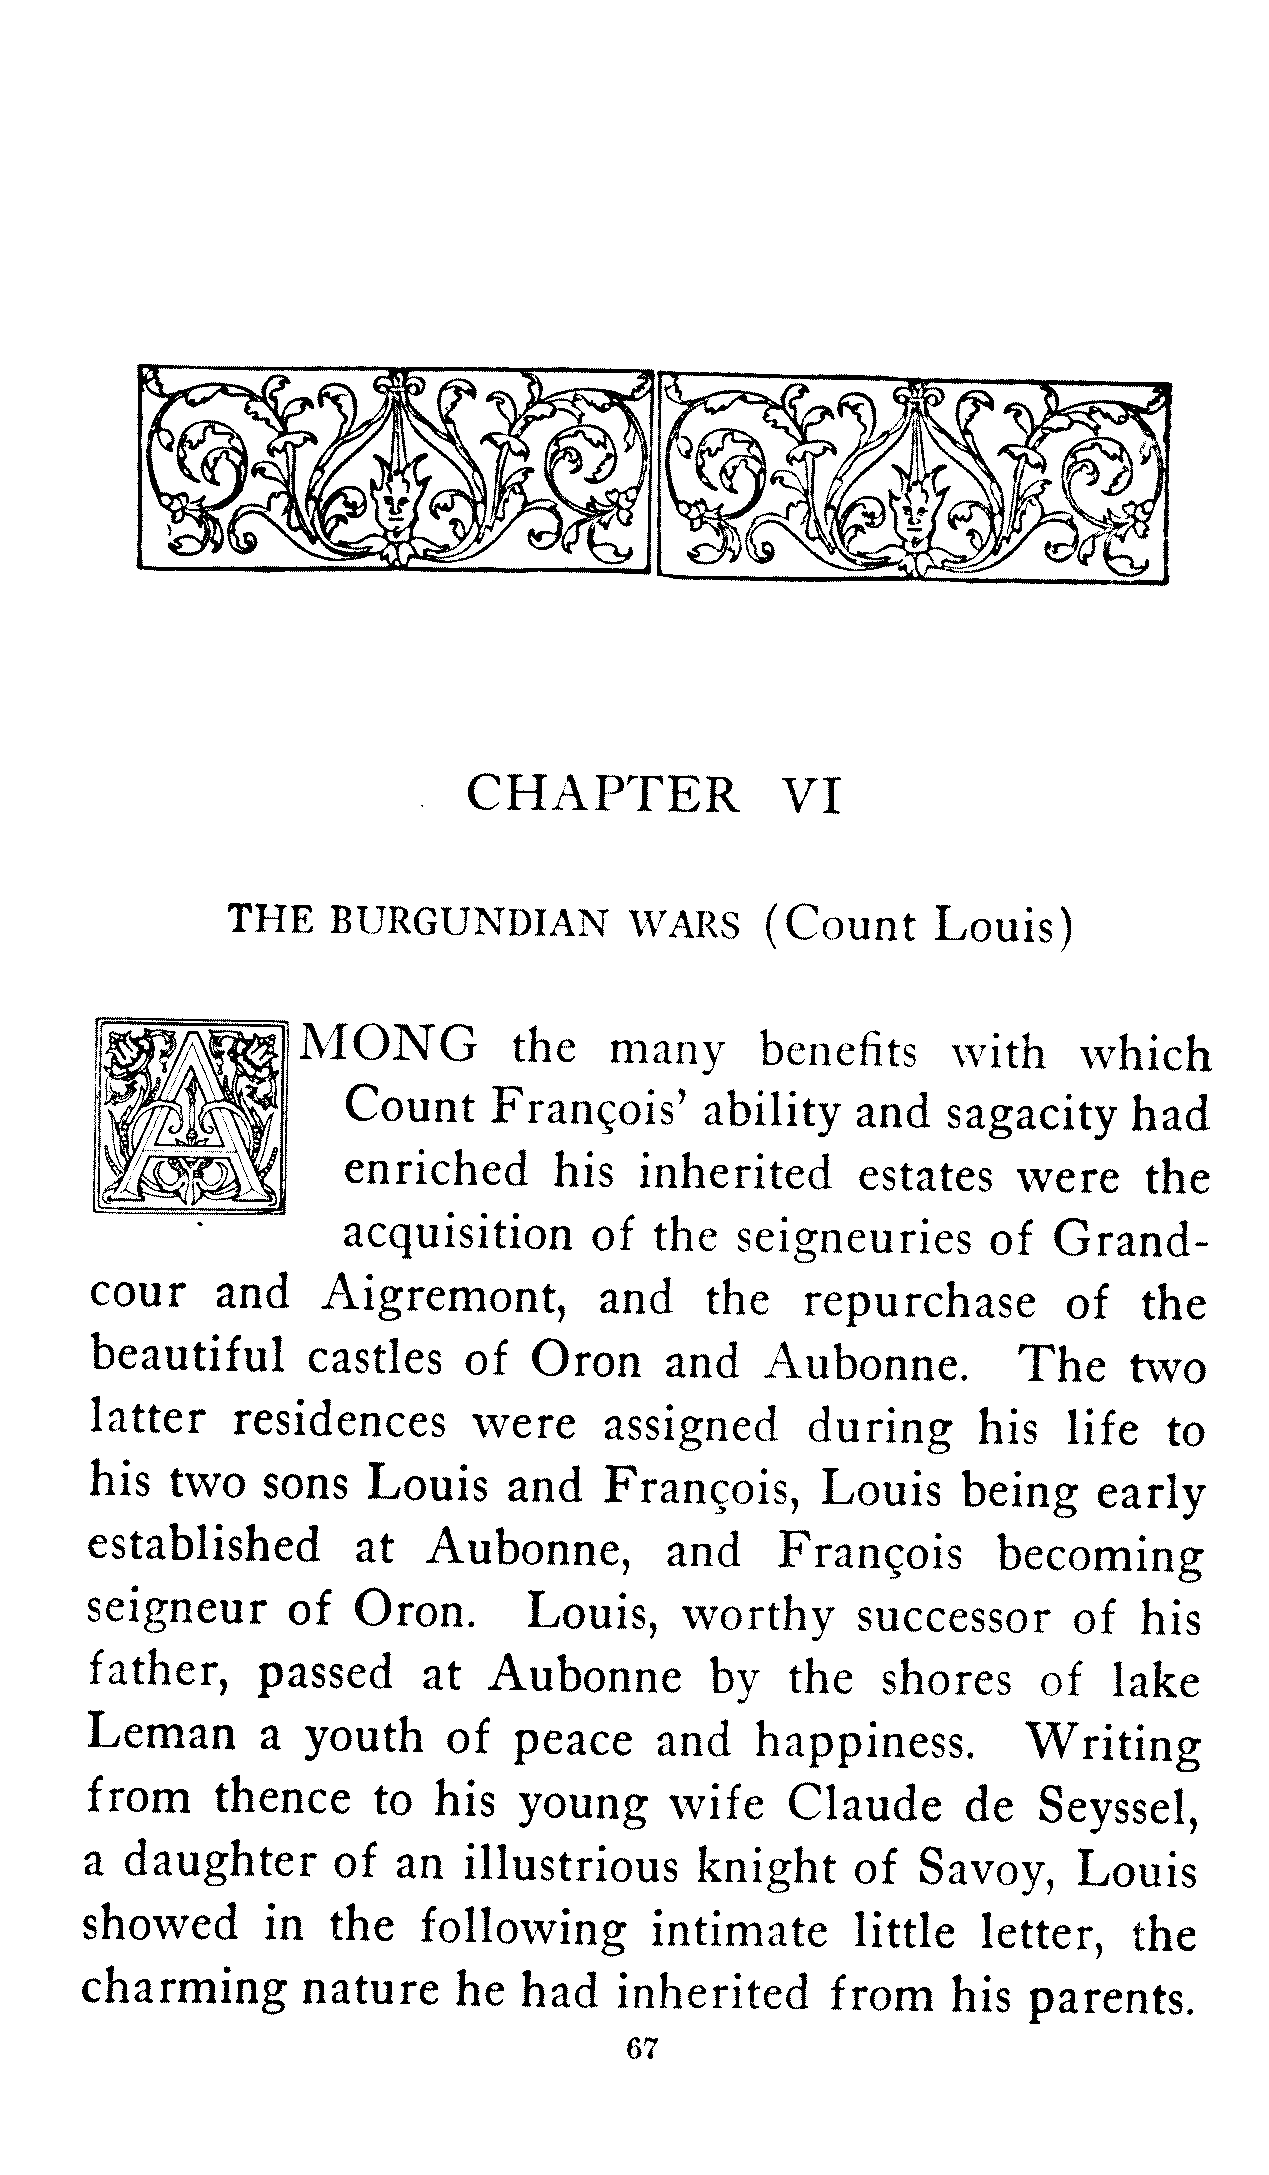 CHAPTER VI
THE BURGUNDIAN WARS (Count Louis)
AMONG the many benefits with which
Count François' ability and sagacity had
enriched his inherited estates were the
acquisition of the seigneuries of Grand-
cour and Aigremont, and the repurchase of the
beautiful castles of Oron and Aubonne. The two
latter residences were assigned during his life to
his two sons Louis and François, Louis being early
established at Aubonne, and François becoming
seigneur of Oron. Louis, worthy successor of his
father, passed at Aubonne by the shores of lake
Leman a youth of peace and happiness. Writing
from thence to his young wife Claude de Seyssel,
a daughter of an illustrious knight of Savoy, Louis
showed in the following intimate little letter, the
charming nature he had inherited from his parents.
67